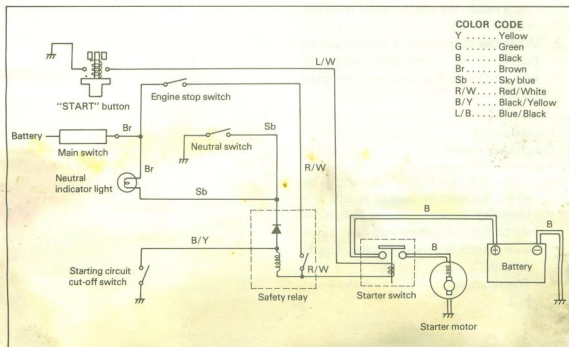 COLOR CODE
Y ...... Yellow
G ...... Green
B ...... Black
Br ...... Brown
Sb ..... Sky blue
R/W .... Red/White
B/Y .... Black/Yellow
L/B..... Blue/Black
L/W
"START" button
Engine stop switch
Battery
Br
Main switch
Sb
Neutral switch
Neutral
indicator light
Br
Sb
R/W
B/Y
B
B
Starting circuit
cut-off switch
R/W
Safety relay
Starter switch
Battery
Starter motor